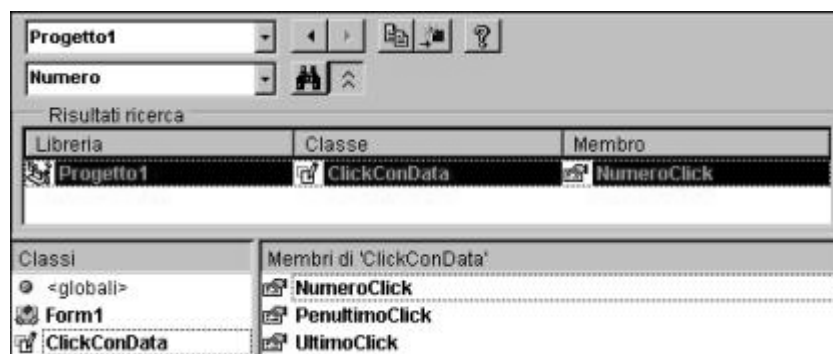 Progetto1
Numero
Risultati ricerca
Libreria Classe Membro
Progetto1 ClickConData NumeroClick
Classi Membri di 'ClickConData'
<globali> NumeroClick
Form1 PenultimoClick
ClickConData UltimoClick